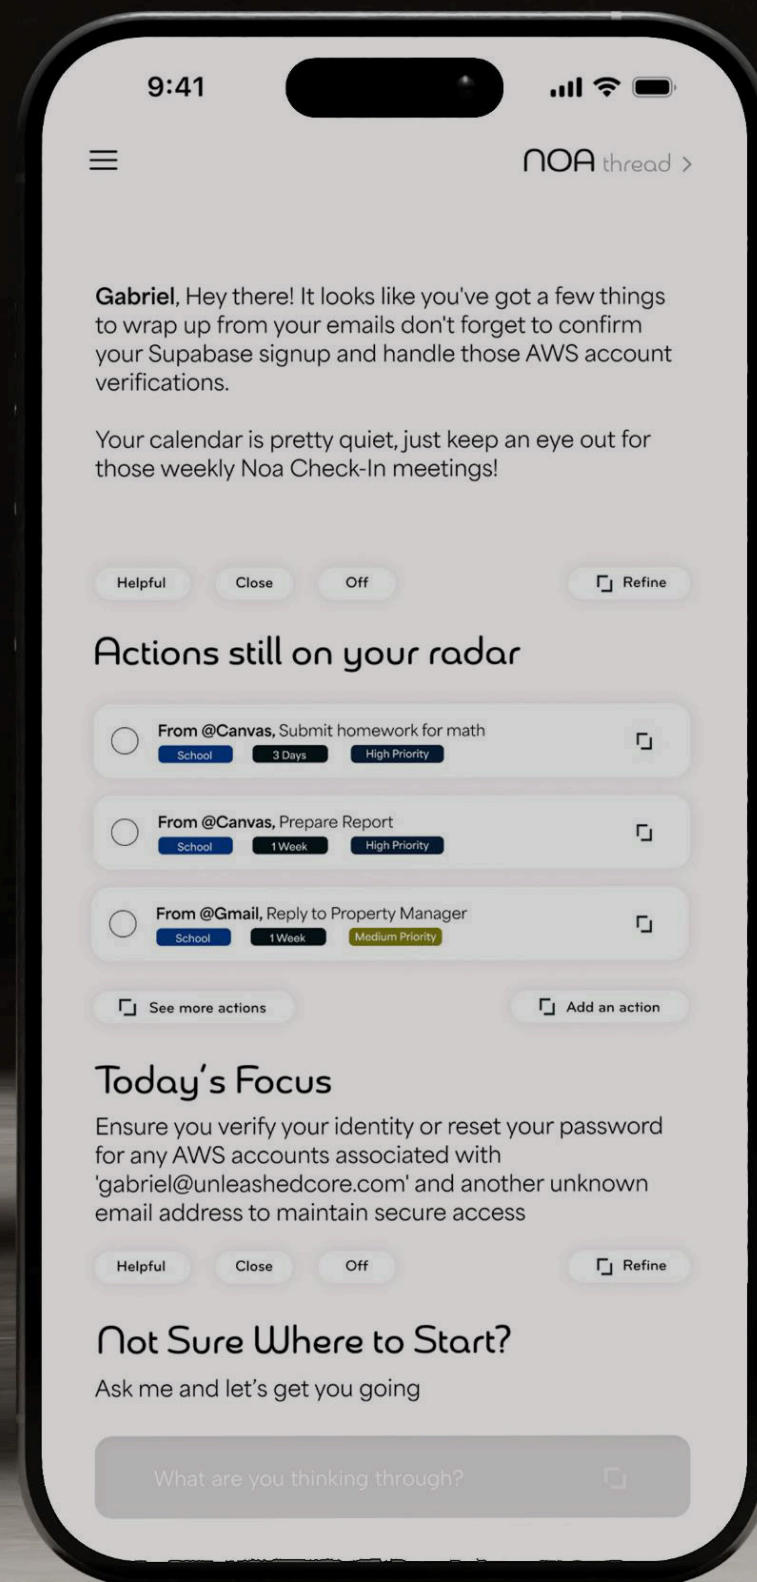 9:41
NOA thread >
Gabriel, Hey there! It looks like you've got a few things
to wrap up from your emails don't forget to confirm
your Supabase signup and handle those AWS account
verifications.
Your calendar is pretty quiet, just keep an eye out for
those weekly Noa Check-In meetings!
Helpful Close Off Refine
Actions still on your radar
From @Canvas, Submit homework for math
School 3 Days High Priority
From @Canvas, Prepare Report
School 1 Week High Priority
From @Gmail, Reply to Property Manager
School 1 Week Medium Priority
See more actions Add an action
Today's Focus
Ensure you verify your identity or reset your password
for any AWS accounts associated with
'gabriel@unleashedcore.com' and another unknown
email address to maintain secure access
Helpful Close Off Refine
Not Sure Where to Start?
Ask me and let's get you going
What are you thinking through?